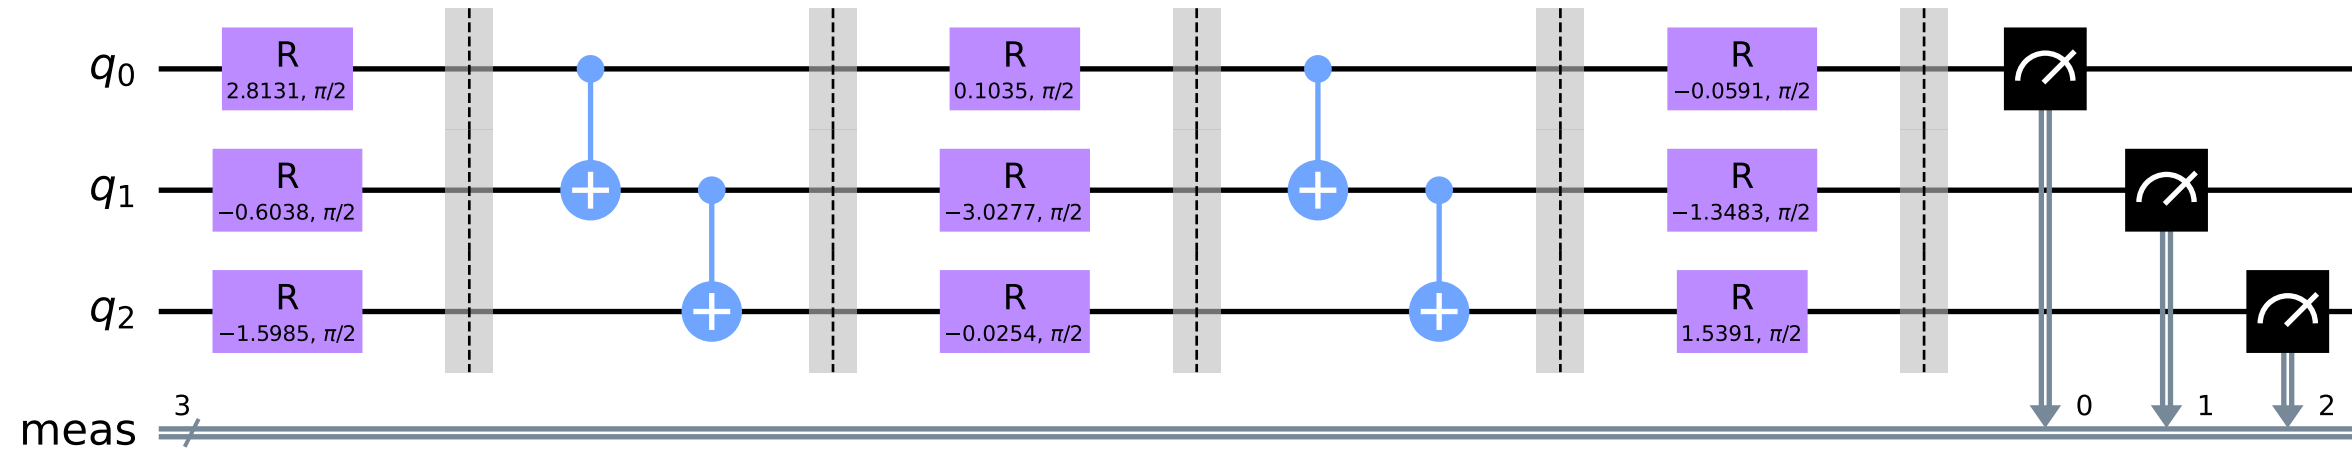 q0 R 2.8131, π/2 R 0.1035, π/2 R −0.0591, π/2
q1 R −0.6038, π/2 R −3.0277, π/2 R −1.3483, π/2
q2 R −1.5985, π/2 R −0.0254, π/2 R 1.5391, π/2
meas 3 0 1 2